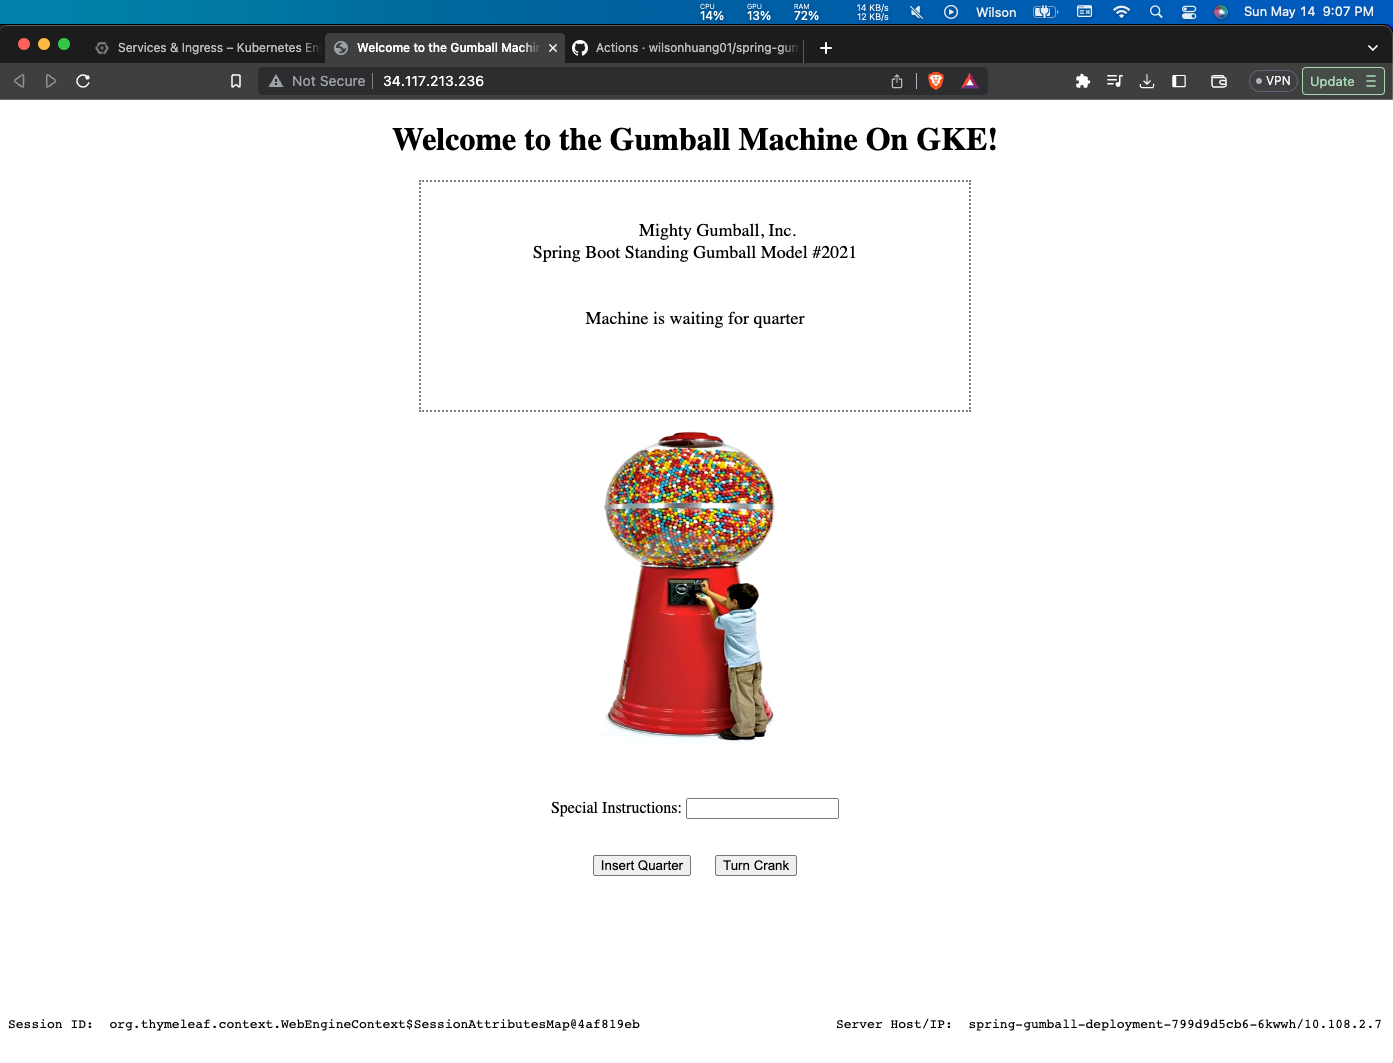 CPU
14%
GPU
13%
RAM
72%
14 KB/s
12 KB/s
Wilson
Sun May 14 9:07 PM
Services & Ingress – Kubernetes En
Welcome to the Gumball Machin
Actions · wilsonhuang01/spring-gum
Not Secure
34.117.213.236
VPN
Update
Welcome to the Gumball Machine On GKE!
Mighty Gumball, Inc.
Spring Boot Standing Gumball Model #2021
Machine is waiting for quarter
Special Instructions:
Insert Quarter
Turn Crank
Session ID: org.thymeleaf.context.WebEngineContext$SessionAttributesMap@4af819eb
Server Host/IP: spring-gumball-deployment-799d9d5cb6-6kwwh/10.108.2.7